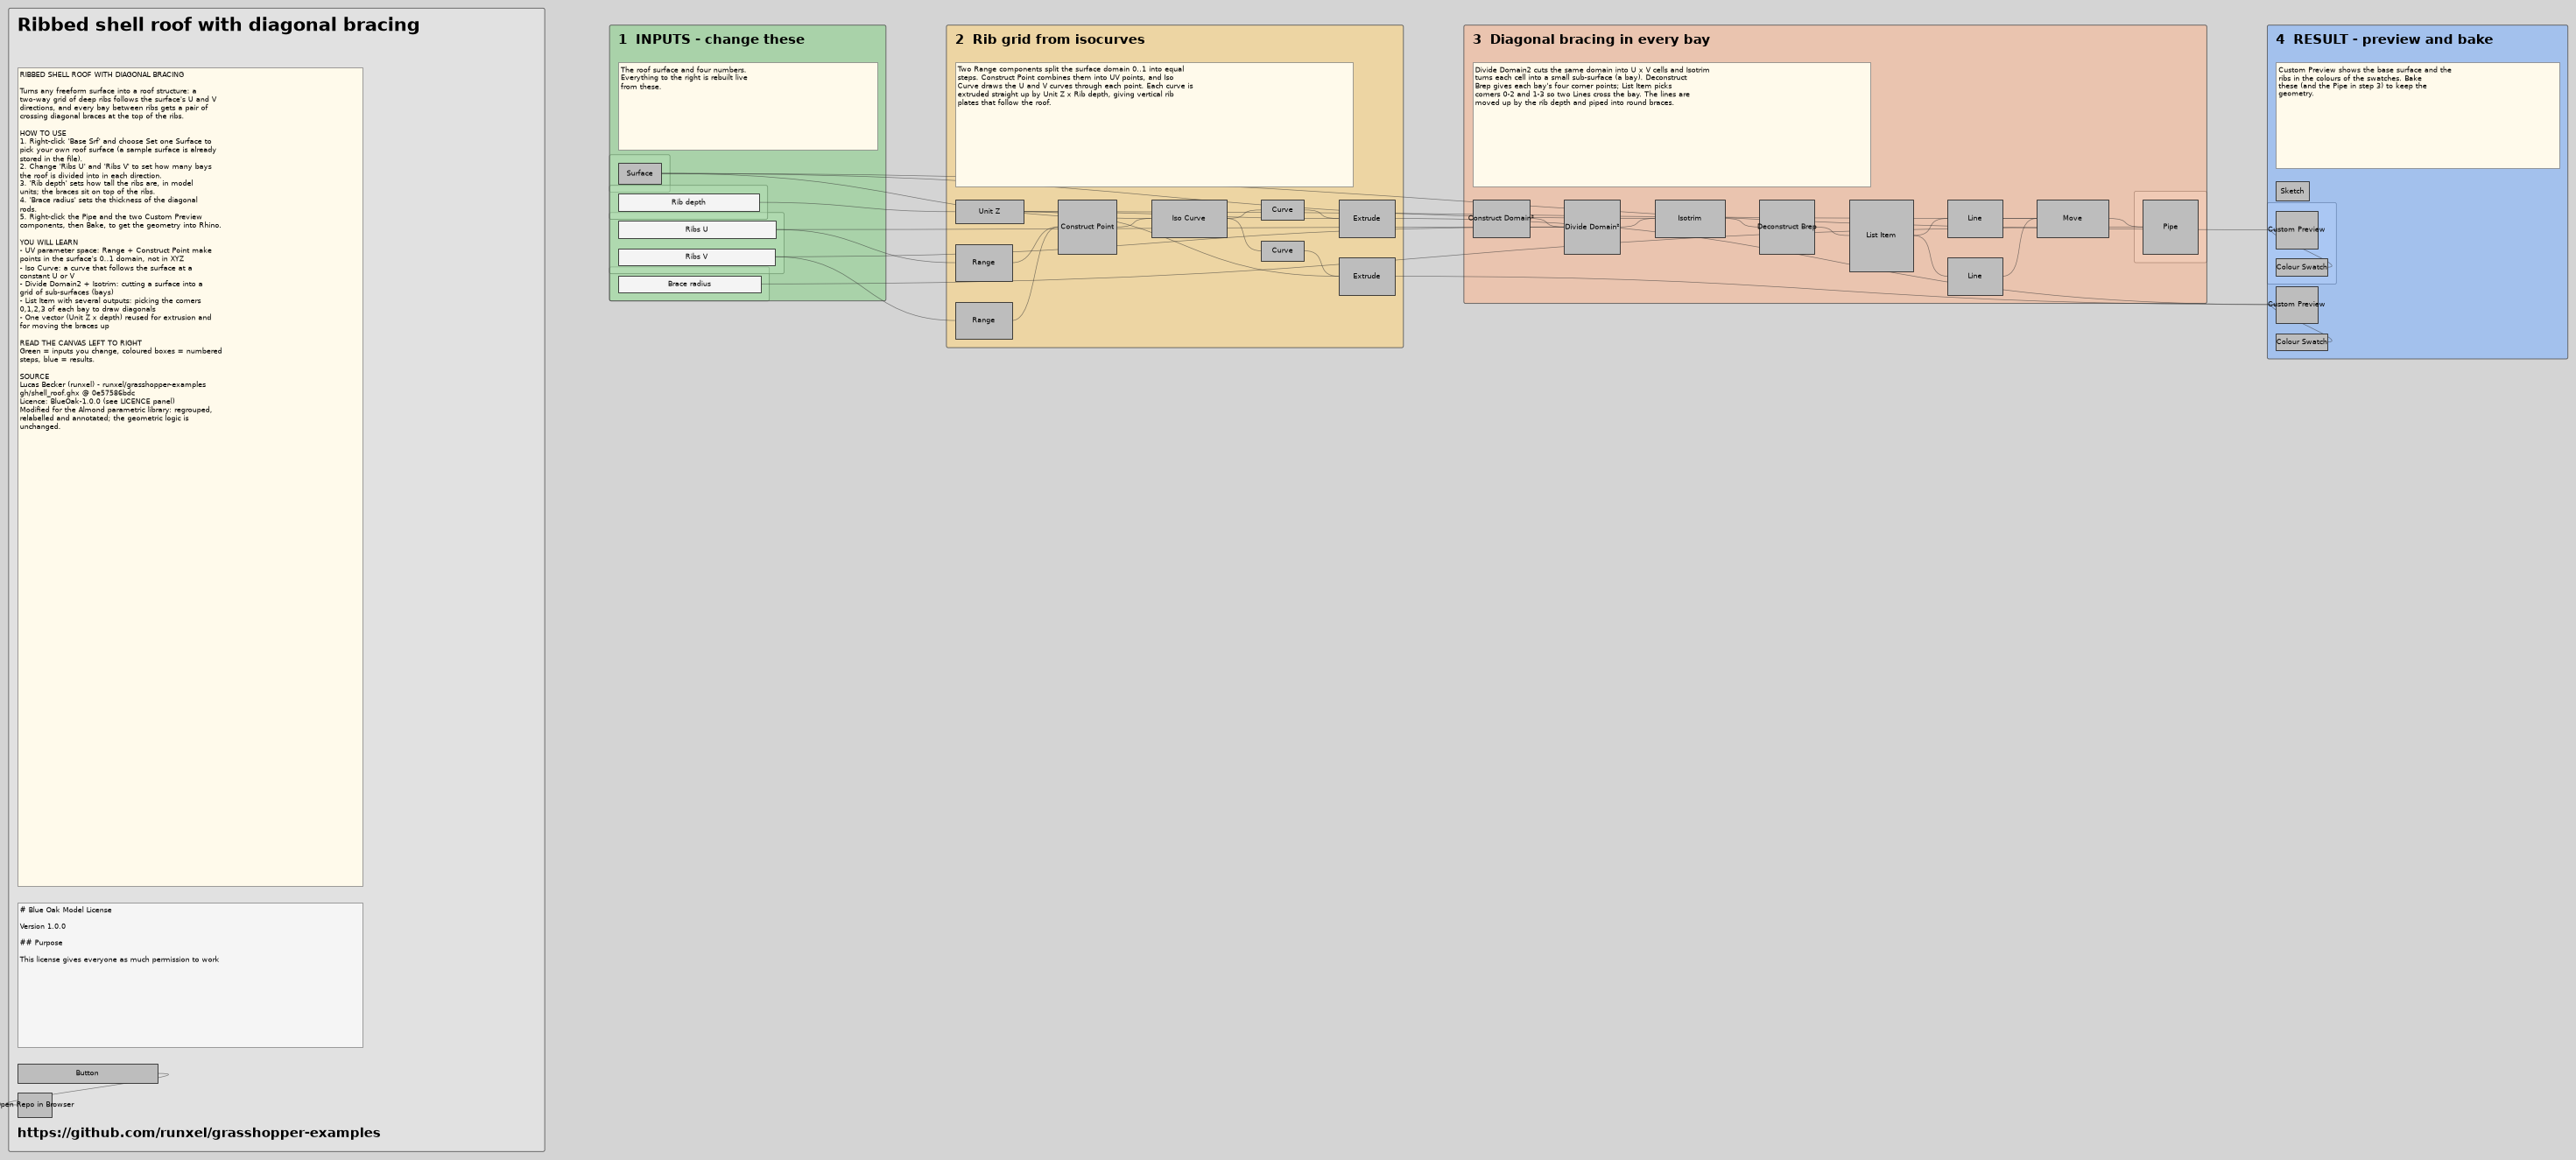 Ribbed shell roof with diagonal bracing
RIBBED SHELL ROOF WITH DIAGONAL BRACING
Turns any freeform surface into a roof structure: a
two-way grid of deep ribs follows the surface's U and V
directions, and every bay between ribs gets a pair of
crossing diagonal braces at the top of the ribs.
HOW TO USE
1. Right-click 'Base Srf' and choose Set one Surface to
pick your own roof surface (a sample surface is already
stored in the file).
2. Change 'Ribs U' and 'Ribs V' to set how many bays
the roof is divided into in each direction.
3. 'Rib depth' sets how tall the ribs are, in model
units; the braces sit on top of the ribs.
4. 'Brace radius' sets the thickness of the diagonal
rods.
5. Right-click the Pipe and the two Custom Preview
components, then Bake, to get the geometry into Rhino.
YOU WILL LEARN
- UV parameter space: Range + Construct Point make
points in the surface's 0..1 domain, not in XYZ
- Iso Curve: a curve that follows the surface at a
constant U or V
- Divide Domain2 + Isotrim: cutting a surface into a
grid of sub-surfaces (bays)
- List Item with several outputs: picking the corners
0,1,2,3 of each bay to draw diagonals
- One vector (Unit Z x depth) reused for extrusion and
for moving the braces up
READ THE CANVAS LEFT TO RIGHT
Green = inputs you change, coloured boxes = numbered
steps, blue = results.
SOURCE
Lucas Becker (runxel) - runxel/grasshopper-examples
gh/shell_roof.ghx @ 0e57586bdc
Licence: BlueOak-1.0.0 (see LICENCE panel)
Modified for the Almond parametric library: regrouped,
relabelled and annotated; the geometric logic is
unchanged.
# Blue Oak Model License
Version 1.0.0
## Purpose
This license gives everyone as much permission to work
Button
pen Repo in Browser
https://github.com/runxel/grasshopper-examples
1 INPUTS - change these
The roof surface and four numbers.
Everything to the right is rebuilt live
from these.
Surface
Rib depth
Ribs U
Ribs V
Brace radius
2 Rib grid from isocurves
Two Range components split the surface domain 0..1 into equal
steps. Construct Point combines them into UV points, and Iso
Curve draws the U and V curves through each point. Each curve is
extruded straight up by Unit Z x Rib depth, giving vertical rib
plates that follow the roof.
Unit Z
Range
Range
Construct Point
Iso Curve
Curve
Curve
Extrude
Extrude
3 Diagonal bracing in every bay
Divide Domain2 cuts the same domain into U x V cells and Isotrim
turns each cell into a small sub-surface (a bay). Deconstruct
Brep gives each bay's four corner points; List Item picks
corners 0-2 and 1-3 so two Lines cross the bay. The lines are
moved up by the rib depth and piped into round braces.
Construct Domain²
Divide Domain²
Isotrim
Deconstruct Brep
List Item
Line
Line
Move
Pipe
4 RESULT - preview and bake
Custom Preview shows the base surface and the
ribs in the colours of the swatches. Bake
these (and the Pipe in step 3) to keep the
geometry.
Sketch
Custom Preview
Colour Swatch
Custom Preview
Colour Swatch